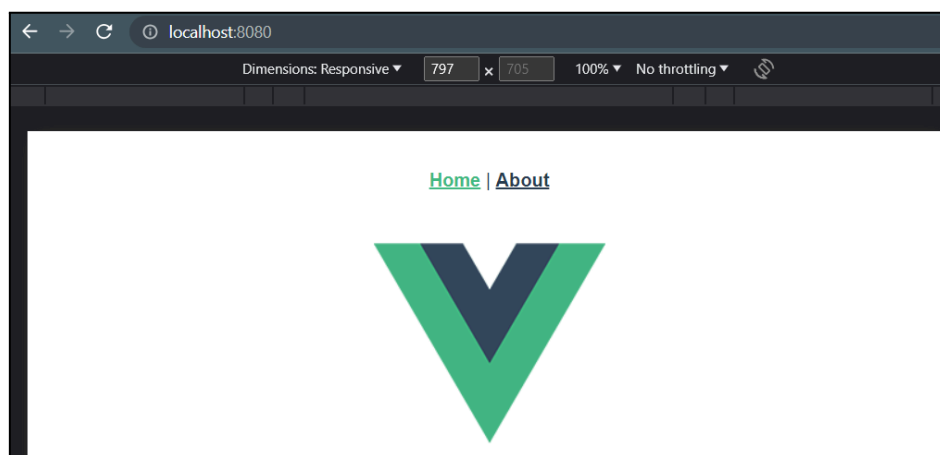 localhost:8080
Dimensions: Responsive 797 × 705 100% No throttling
Home | About